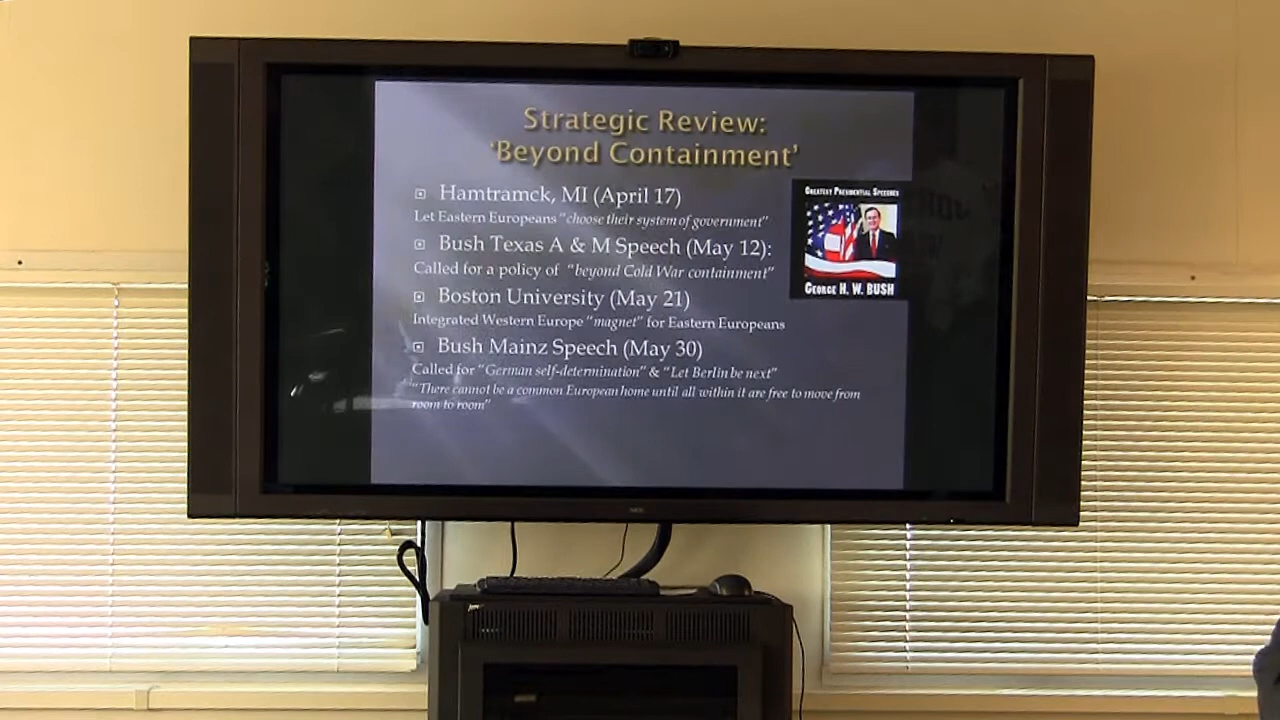 Strategic Review:
'Beyond Containment'
Hamtramck, MI (April 17)
Let Eastern Europeans "choose their system of government"
Bush Texas A & M Speech (May 12):
Called for a policy of "beyond Cold War containment"
Boston University (May 21)
Integrated Western Europe "magnet" for Eastern Europeans
Bush Mainz Speech (May 30)
Called for "German self-determination" & "Let Berlin be next"
"There cannot be a common European home until all within it are free to move from
room to room"
GREATEST PRESIDENTIAL SPEECHES
GEORGE H. W. BUSH
NEC